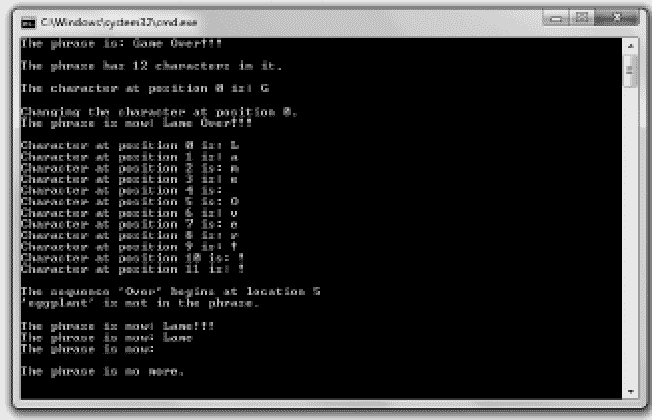 C:\Windows\system32\cmd.exe
The phrase is: Game Over!!!
The phrase has 12 characters in it.
The character at position 0 is: G
Changing the character at position 0.
The phrase is now: Lame Over!!!
Character at position 0 is: L
Character at position 1 is: a
Character at position 2 is: m
Character at position 3 is: e
Character at position 4 is:
Character at position 5 is: O
Character at position 6 is: v
Character at position 7 is: e
Character at position 8 is: r
Character at position 9 is: !
Character at position 10 is: !
Character at position 11 is: !
The sequence 'Over' begins at location 5
'eggplant' is not in the phrase.
The phrase is now: Lame!!!
The phrase is now: Lame
The phrase is now:
The phrase is no more.